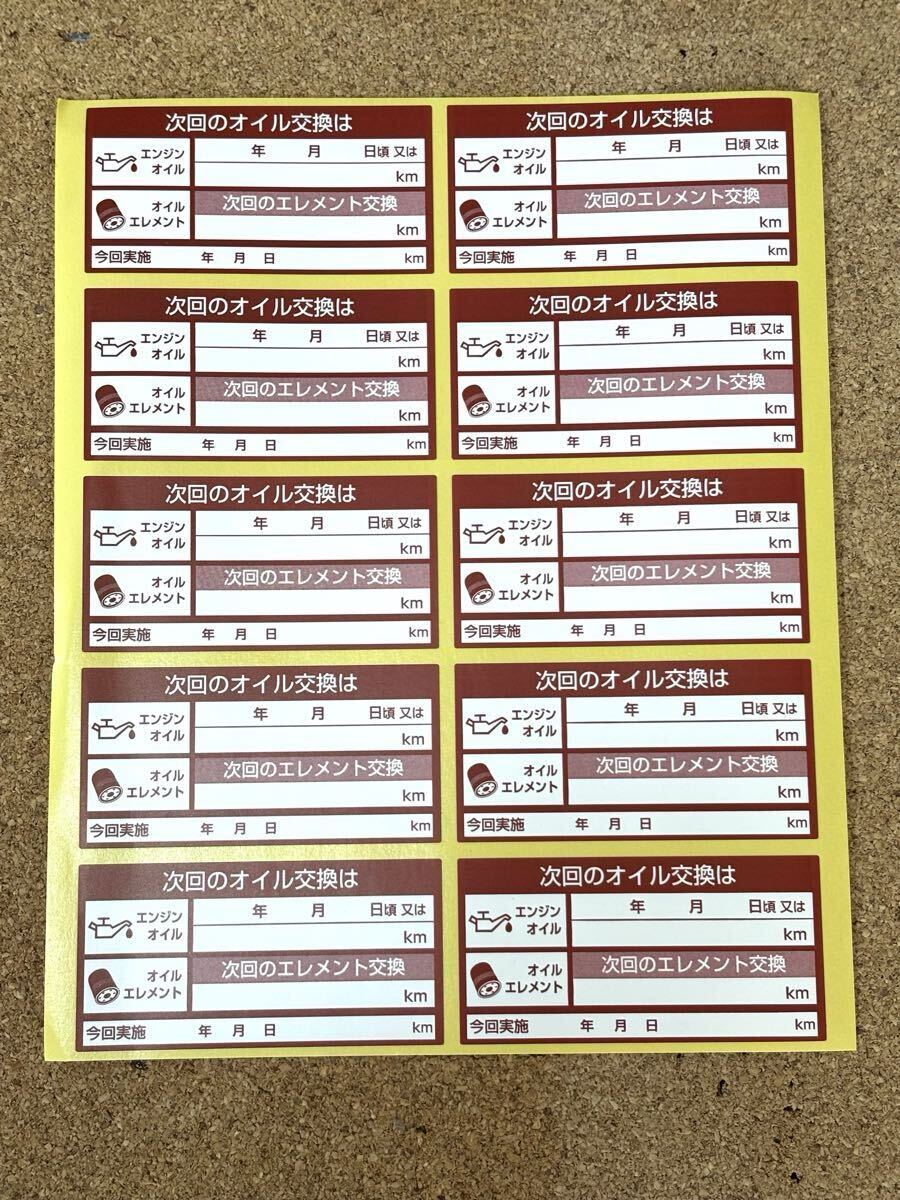 次回のオイル交換は
エンジンオイル 年 月 日頃 又は
km
オイルエレメント 次回のエレメント交換
km
今回実施 年 月 日 km
次回のオイル交換は
エンジンオイル 年 月 日頃 又は
km
オイルエレメント 次回のエレメント交換
km
今回実施 年 月 日 km
次回のオイル交換は
エンジンオイル 年 月 日頃 又は
km
オイルエレメント 次回のエレメント交換
km
今回実施 年 月 日 km
次回のオイル交換は
エンジンオイル 年 月 日頃 又は
km
オイルエレメント 次回のエレメント交換
km
今回実施 年 月 日 km
次回のオイル交換は
エンジンオイル 年 月 日頃 又は
km
オイルエレメント 次回のエレメント交換
km
今回実施 年 月 日 km
次回のオイル交換は
エンジンオイル 年 月 日頃 又は
km
オイルエレメント 次回のエレメント交換
km
今回実施 年 月 日 km
次回のオイル交換は
エンジンオイル 年 月 日頃 又は
km
オイルエレメント 次回のエレメント交換
km
今回実施 年 月 日 km
次回のオイル交換は
エンジンオイル 年 月 日頃 又は
km
オイルエレメント 次回のエレメント交換
km
今回実施 年 月 日 km
次回のオイル交換は
エンジンオイル 年 月 日頃 又は
km
オイルエレメント 次回のエレメント交換
km
今回実施 年 月 日 km
次回のオイル交換は
エンジンオイル 年 月 日頃 又は
km
オイルエレメント 次回のエレメント交換
km
今回実施 年 月 日 km